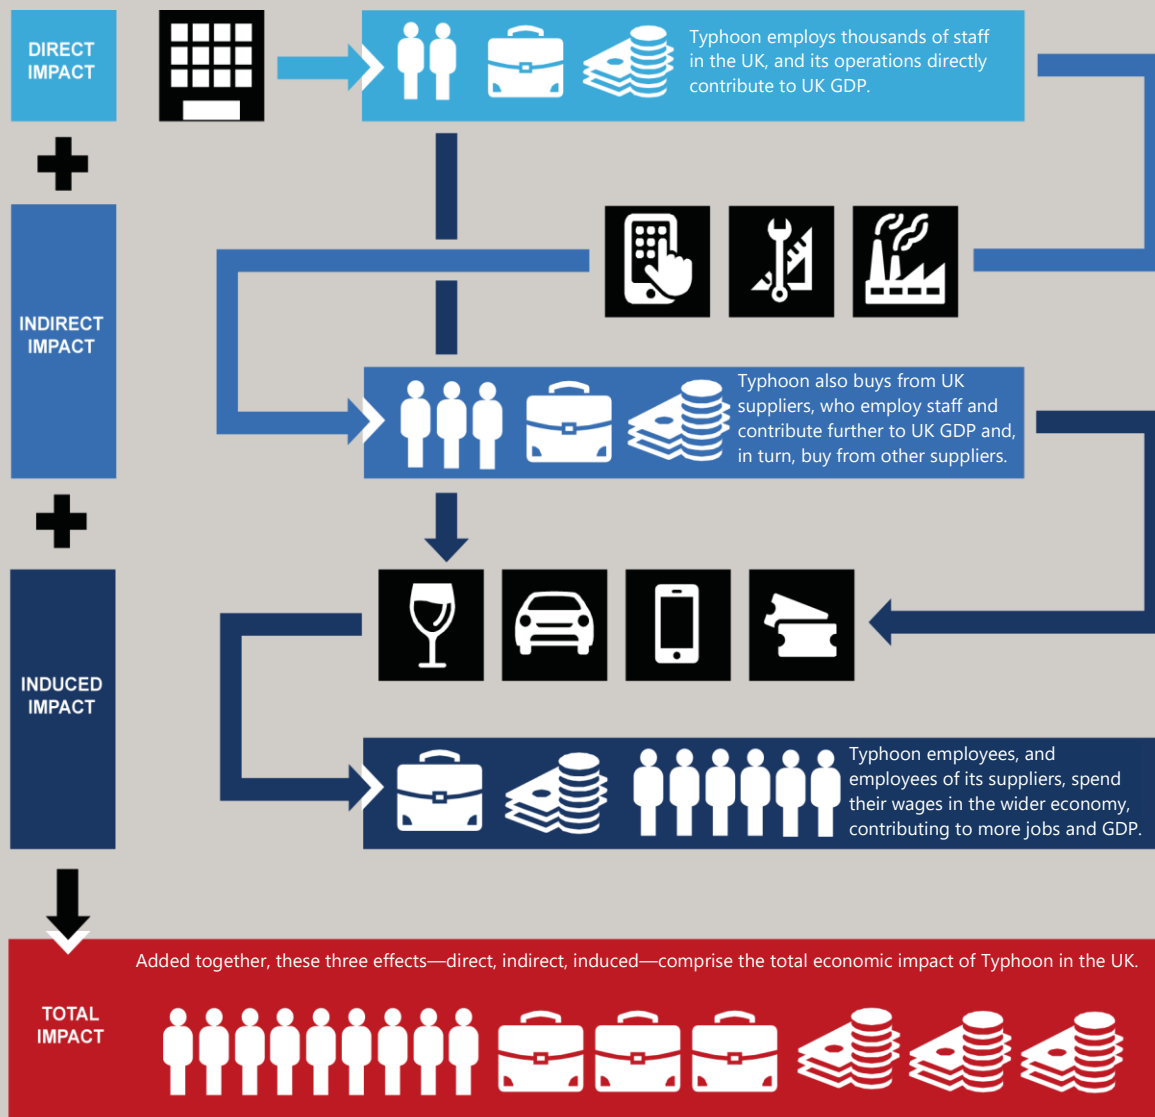 DIRECT
IMPACT
Typhoon employs thousands of staff
in the UK, and its operations directly
contribute to UK GDP.
INDIRECT
IMPACT
Typhoon also buys from UK
suppliers, who employ staff and
contribute further to UK GDP and,
in turn, buy from other suppliers.
INDUCED
IMPACT
Typhoon employees, and
employees of its suppliers, spend
their wages in the wider economy,
contributing to more jobs and GDP.
Added together, these three effects—direct, indirect, induced—comprise the total economic impact of Typhoon in the UK.
TOTAL
IMPACT